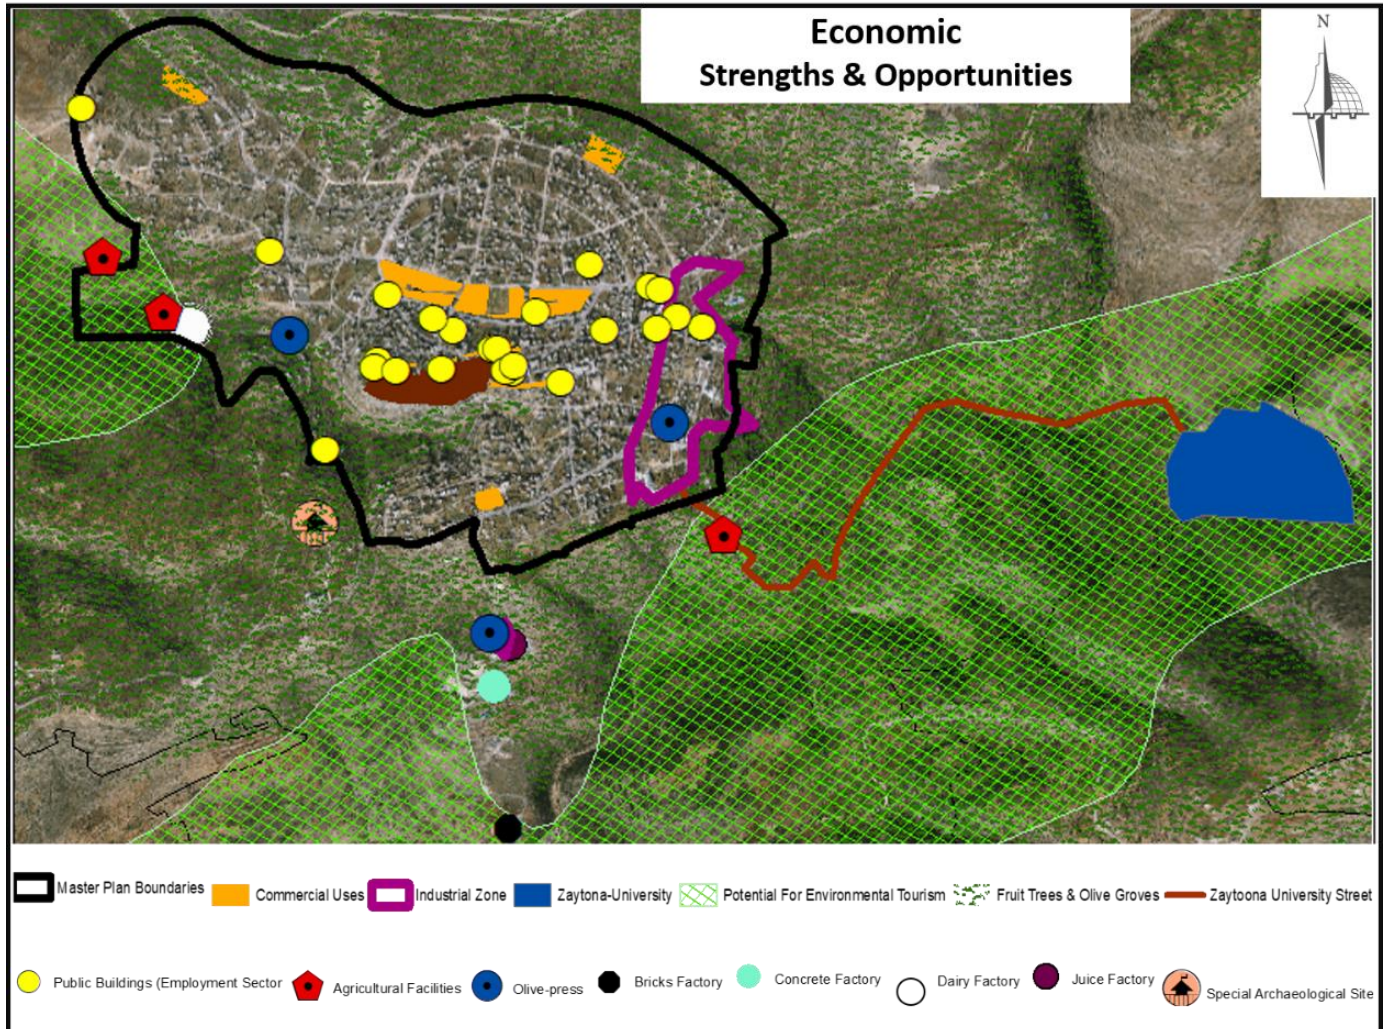 Economic
Strengths & Opportunities
N
Master Plan Boundaries
Commercial Uses
Industrial Zone
Zaytona-University
Potential For Environmental Tourism
Fruit Trees & Olive Groves
Zaytoona University Street
Public Buildings (Employment Sector
Agricultural Facilities
Olive-press
Bricks Factory
Concrete Factory
Dairy Factory
Juice Factory
Special Archaeological Site